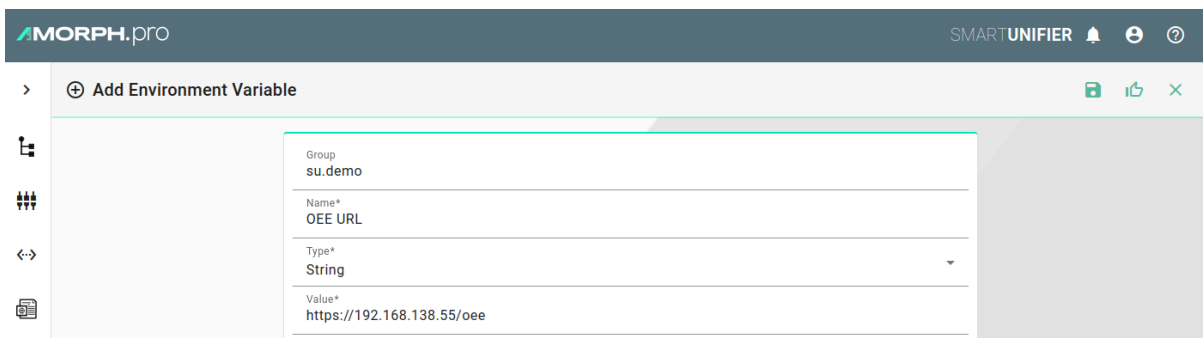 AMORPH.pro
SMARTUNIFIER
Add Environment Variable
Group
su.demo
Name*
OEE URL
Type*
String
Value*
https://192.168.138.55/oee